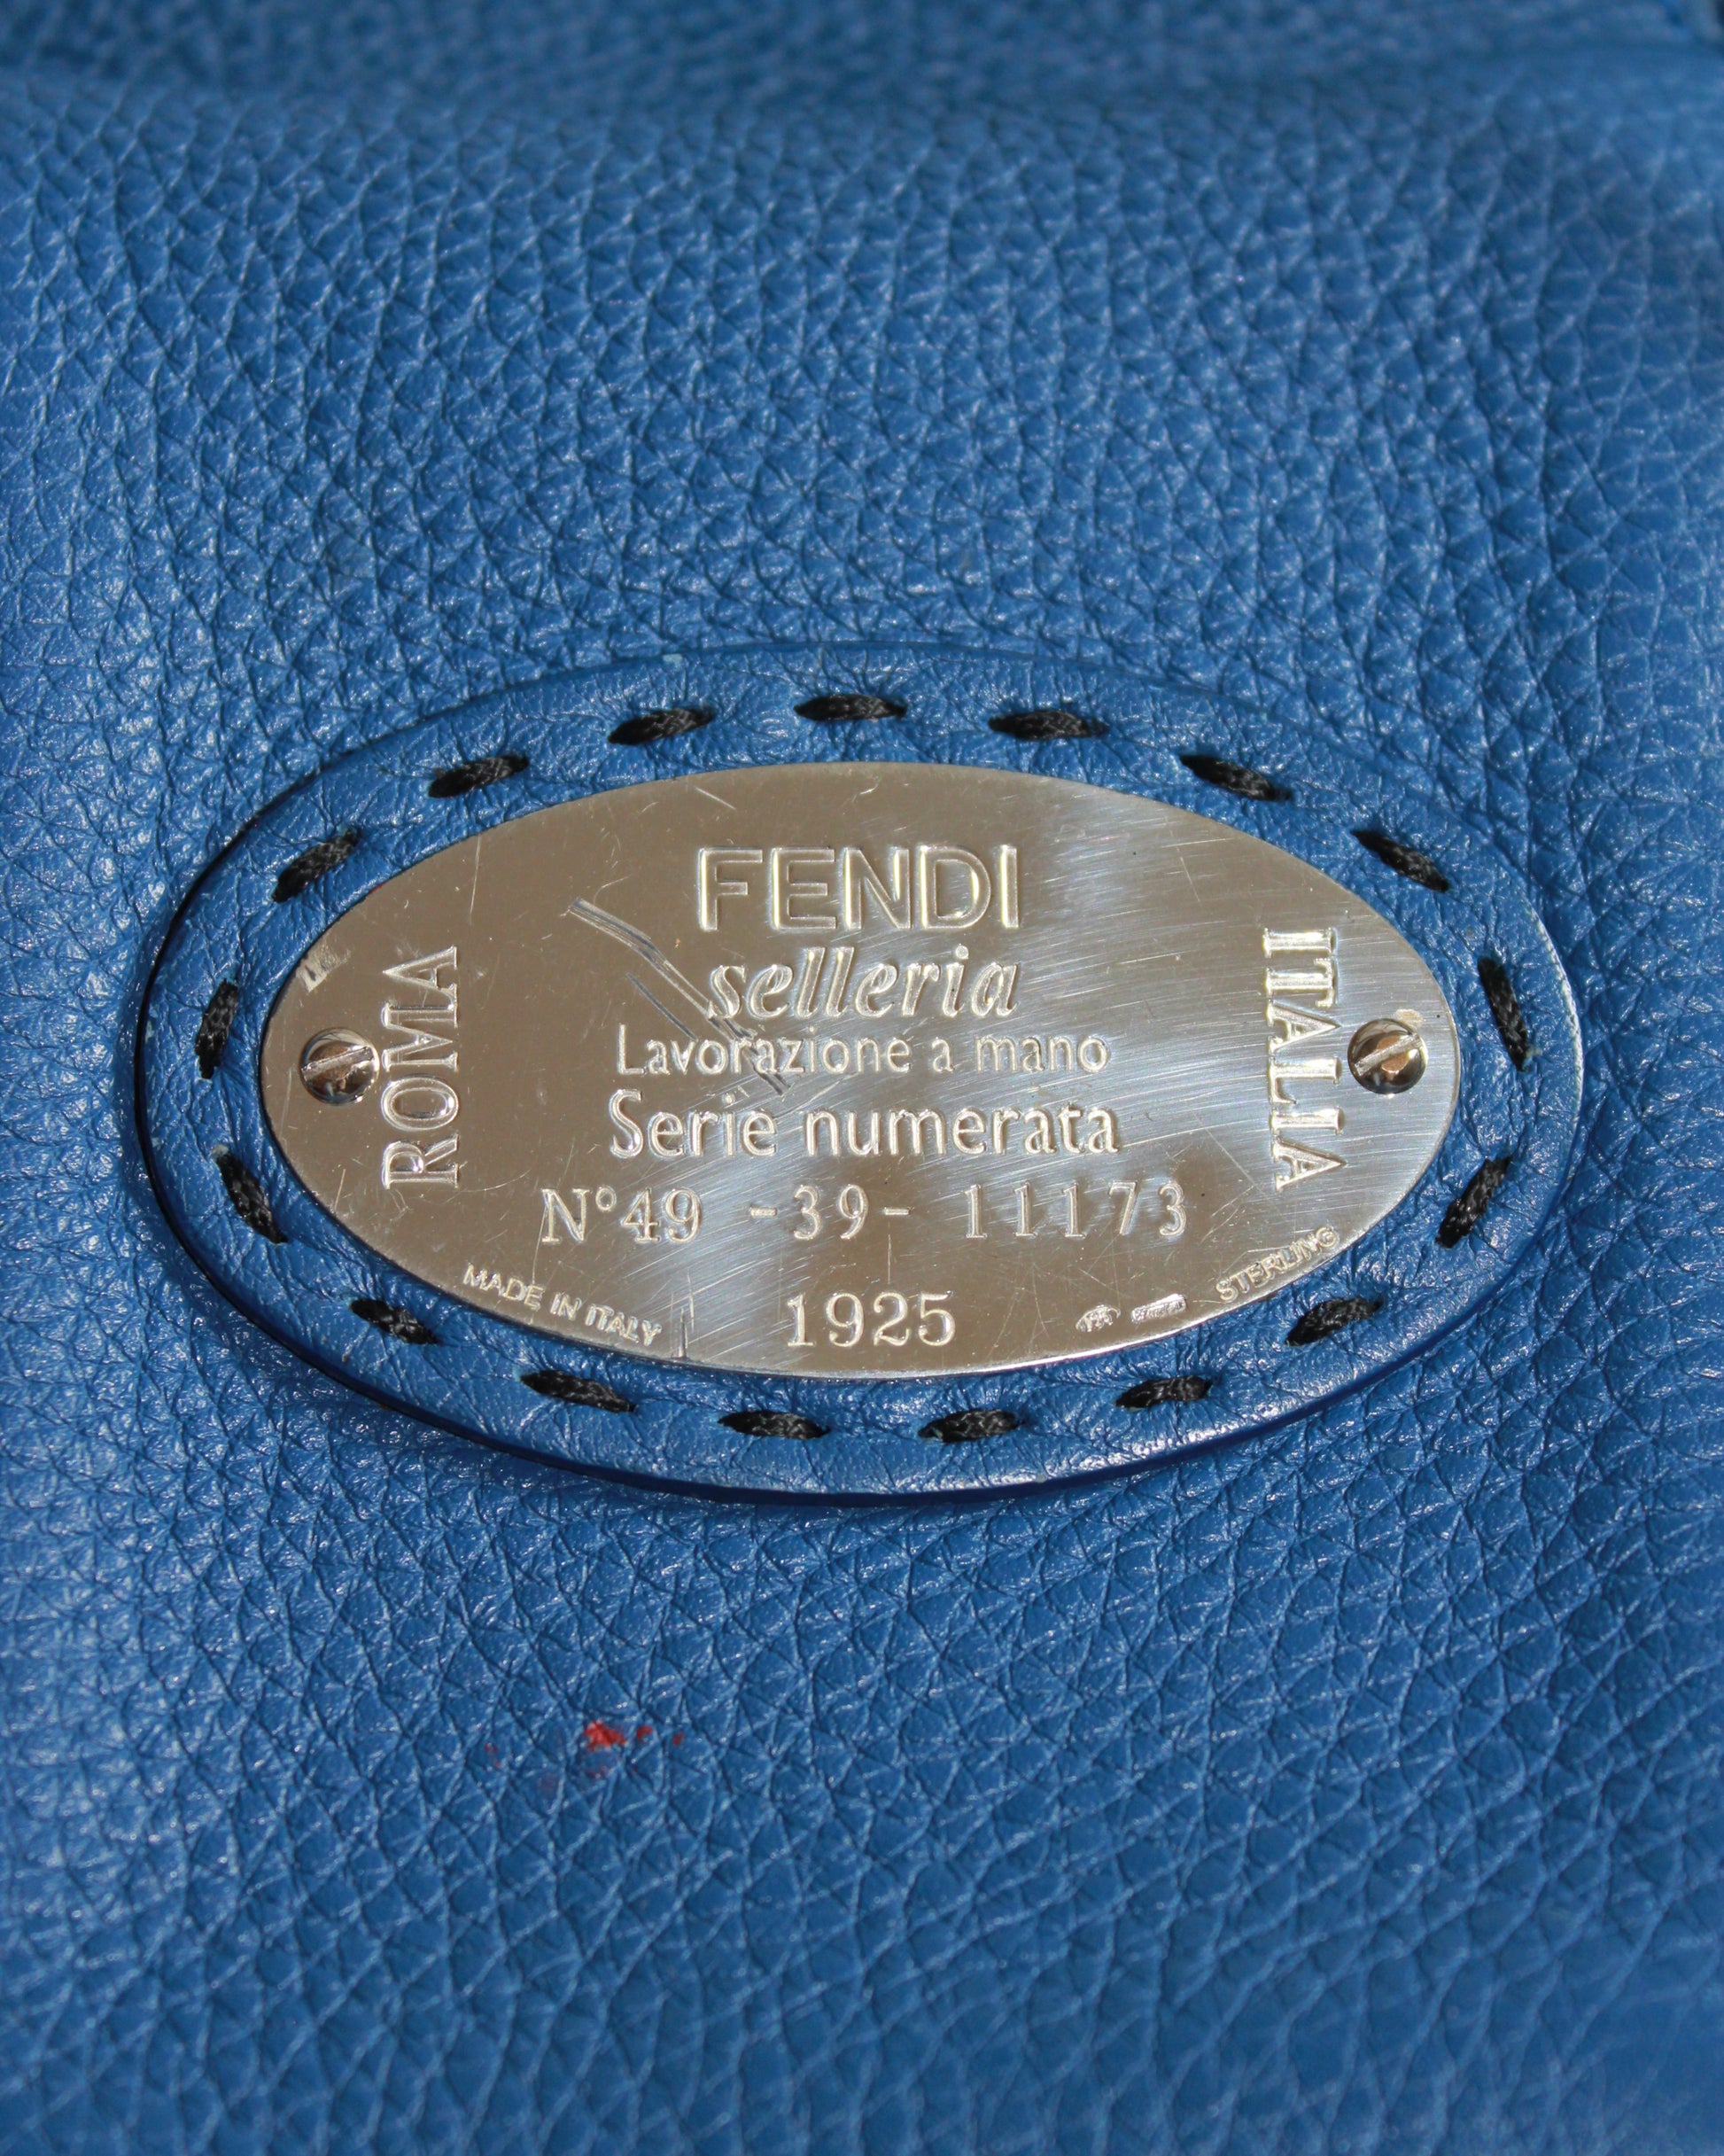 FENDI
selleria
Lavorazione a mano
Serie numerata
N°49 -39- 11173
1925
ROMA
ITALIA
MADE IN ITALY
STERLING